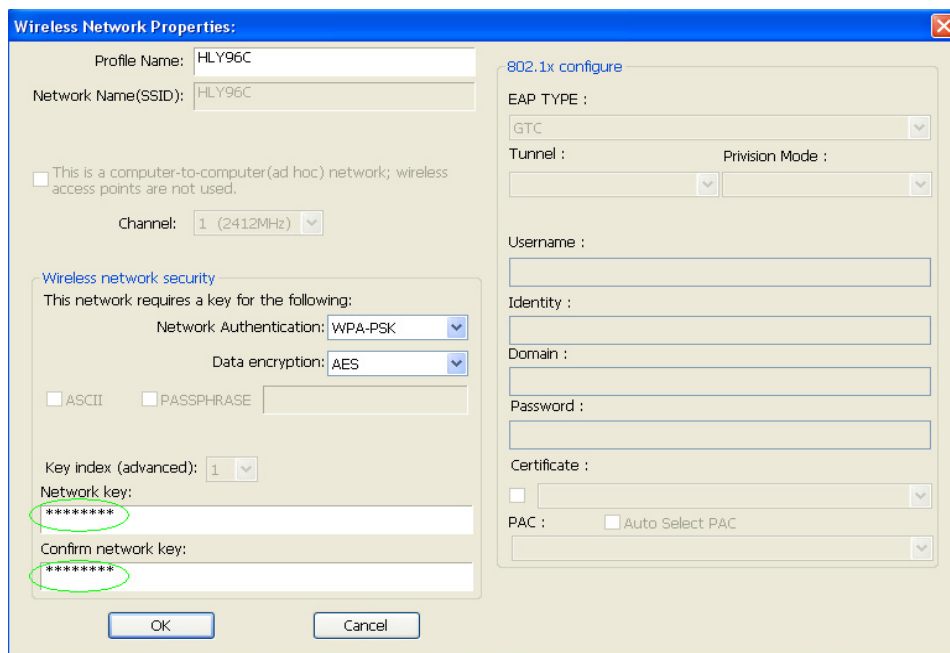 Wireless Network Properties:
Profile Name: HLY96C
Network Name(SSID): HLY96C
This is a computer-to-computer(ad hoc) network; wireless
access points are not used.
Channel: 1 (2412MHz)
Wireless network security
This network requires a key for the following:
Network Authentication: WPA-PSK
Data encryption: AES
ASCII PASSPHRASE
Key index (advanced): 1
Network key:
********
Confirm network key:
********
OK Cancel
802.1x configure
EAP TYPE :
GTC
Tunnel : Privision Mode :
Username :
Identity :
Domain :
Password :
Certificate :
PAC : Auto Select PAC